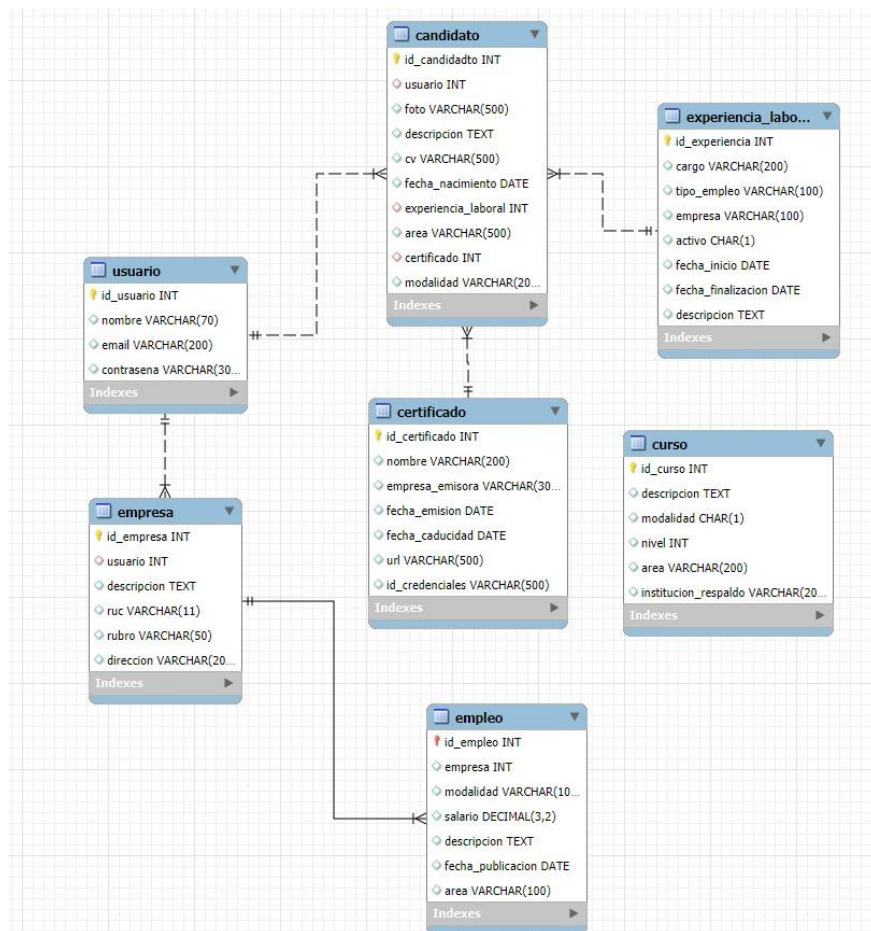 candidato
id_candidadto INT
usuario INT
foto VARCHAR(500)
descripcion TEXT
cv VARCHAR(500)
fecha_nacimiento DATE
experiencia_laboral INT
area VARCHAR(500)
certificado INT
modalidad VARCHAR(20...
Indexes
experiencia_labo...
id_experiencia INT
cargo VARCHAR(200)
tipo_empleo VARCHAR(100)
empresa VARCHAR(100)
activo CHAR(1)
fecha_inicio DATE
fecha_finalizacion DATE
descripcion TEXT
Indexes
usuario
id_usuario INT
nombre VARCHAR(70)
email VARCHAR(200)
contrasena VARCHAR(30...
Indexes
certificado
id_certificado INT
nombre VARCHAR(200)
empresa_emisora VARCHAR(30...
fecha_emision DATE
fecha_caducidad DATE
url VARCHAR(500)
id_credenciales VARCHAR(500)
Indexes
curso
id_curso INT
descripcion TEXT
modalidad CHAR(1)
nivel INT
area VARCHAR(200)
institucion_respaldo VARCHAR(20...
Indexes
empresa
id_empresa INT
usuario INT
descripcion TEXT
ruc VARCHAR(11)
rubro VARCHAR(50)
direccion VARCHAR(20...
Indexes
empleo
id_empleo INT
empresa INT
modalidad VARCHAR(10...
salario DECIMAL(3,2)
descripcion TEXT
fecha_publicacion DATE
area VARCHAR(100)
Indexes